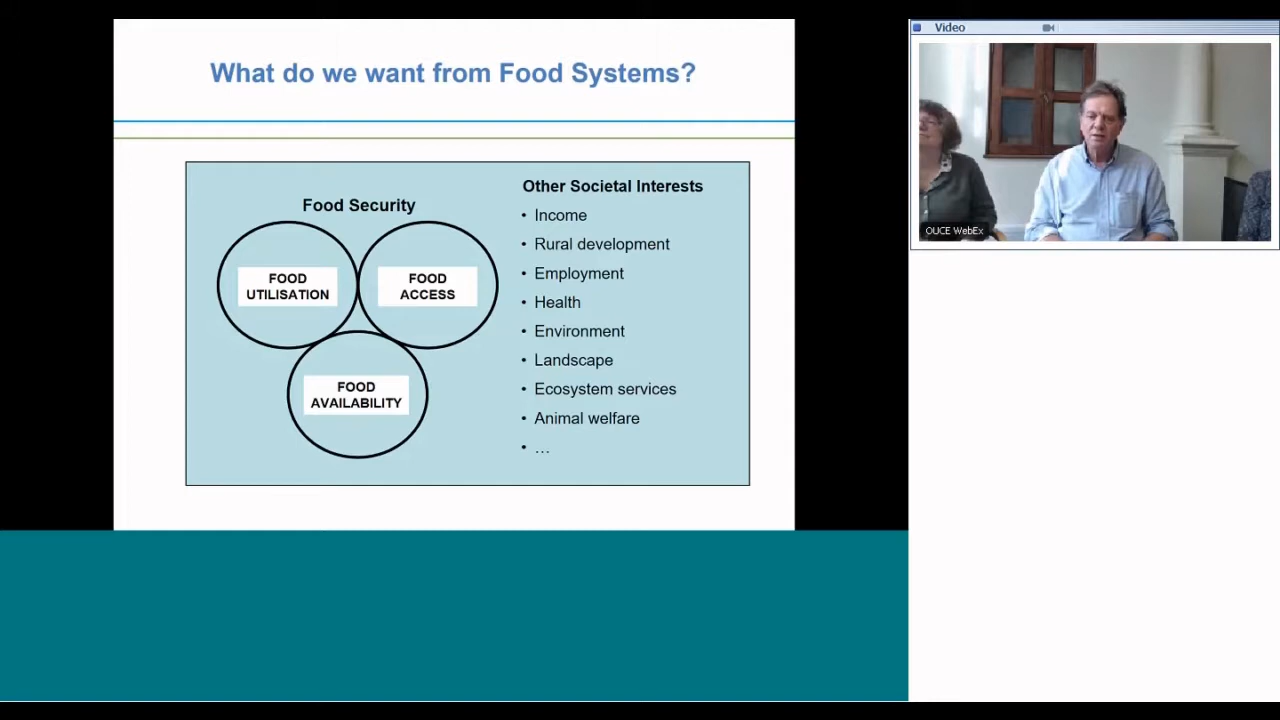 What do we want from Food Systems?
Food Security
FOOD
UTILISATION
FOOD
ACCESS
FOOD
AVAILABILITY
Other Societal Interests
• Income
• Rural development
• Employment
• Health
• Environment
• Landscape
• Ecosystem services
• Animal welfare
• …
Video
OUCE WebEx